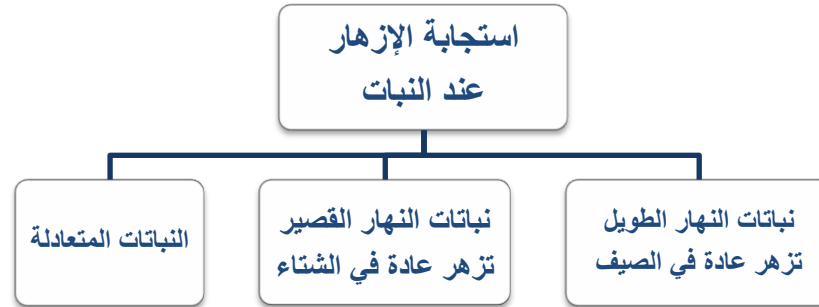 استجابة الإزهار
عند النبات
نباتات النهار الطويل
تزهر عادة في الصيف
نباتات النهار القصير
تزهر عادة في الشتاء
النباتات المتعادلة